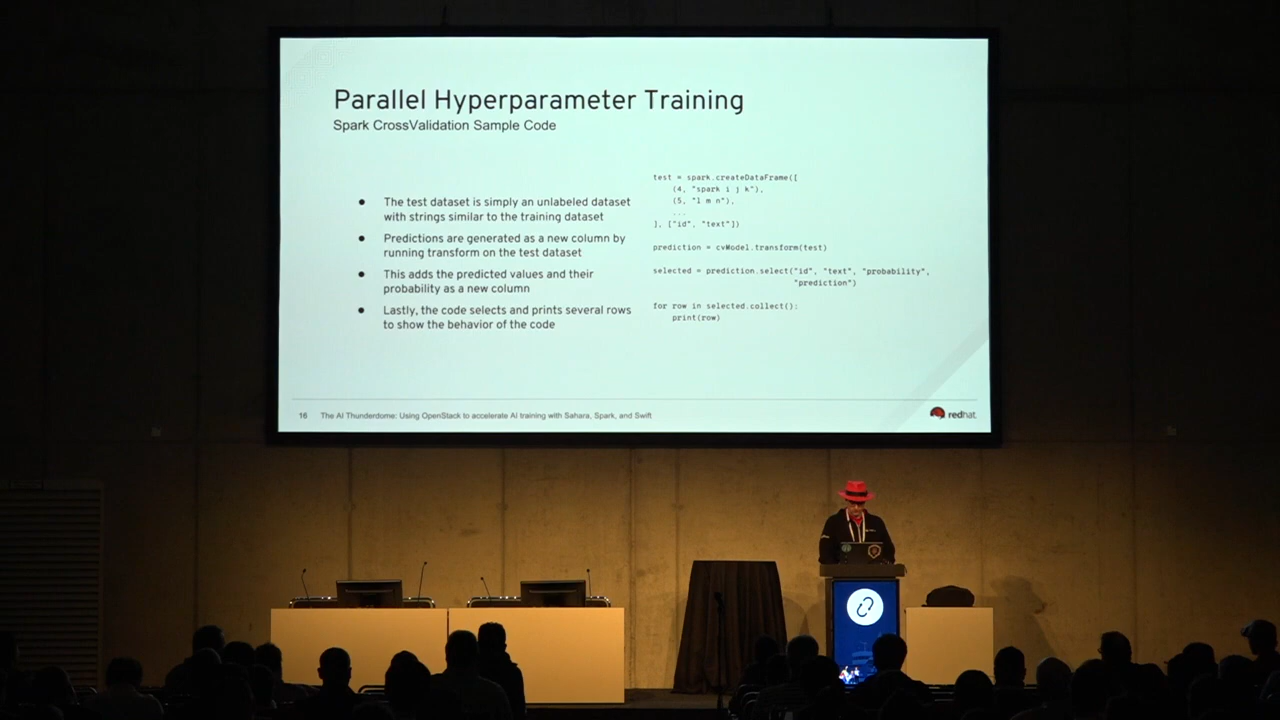 Parallel Hyperparameter Training
Spark CrossValidation Sample Code
● The test dataset is simply an unlabeled dataset
with strings similar to the training dataset
● Predictions are generated as a new column by
running transform on the test dataset
● This adds the predicted values and their
probability as a new column
● Lastly, the code selects and prints several rows
to show the behavior of the code
test = spark.createDataFrame([
(4, "spark i j k"),
(5, "l m n"),
...
], ["id", "text"])
prediction = cvModel.transform(test)
selected = prediction.select("id", "text", "probability",
"prediction")
for row in selected.collect():
print(row)
16 The AI Thunderdome: Using OpenStack to accelerate AI training with Sahara, Spark, and Swift
redhat.